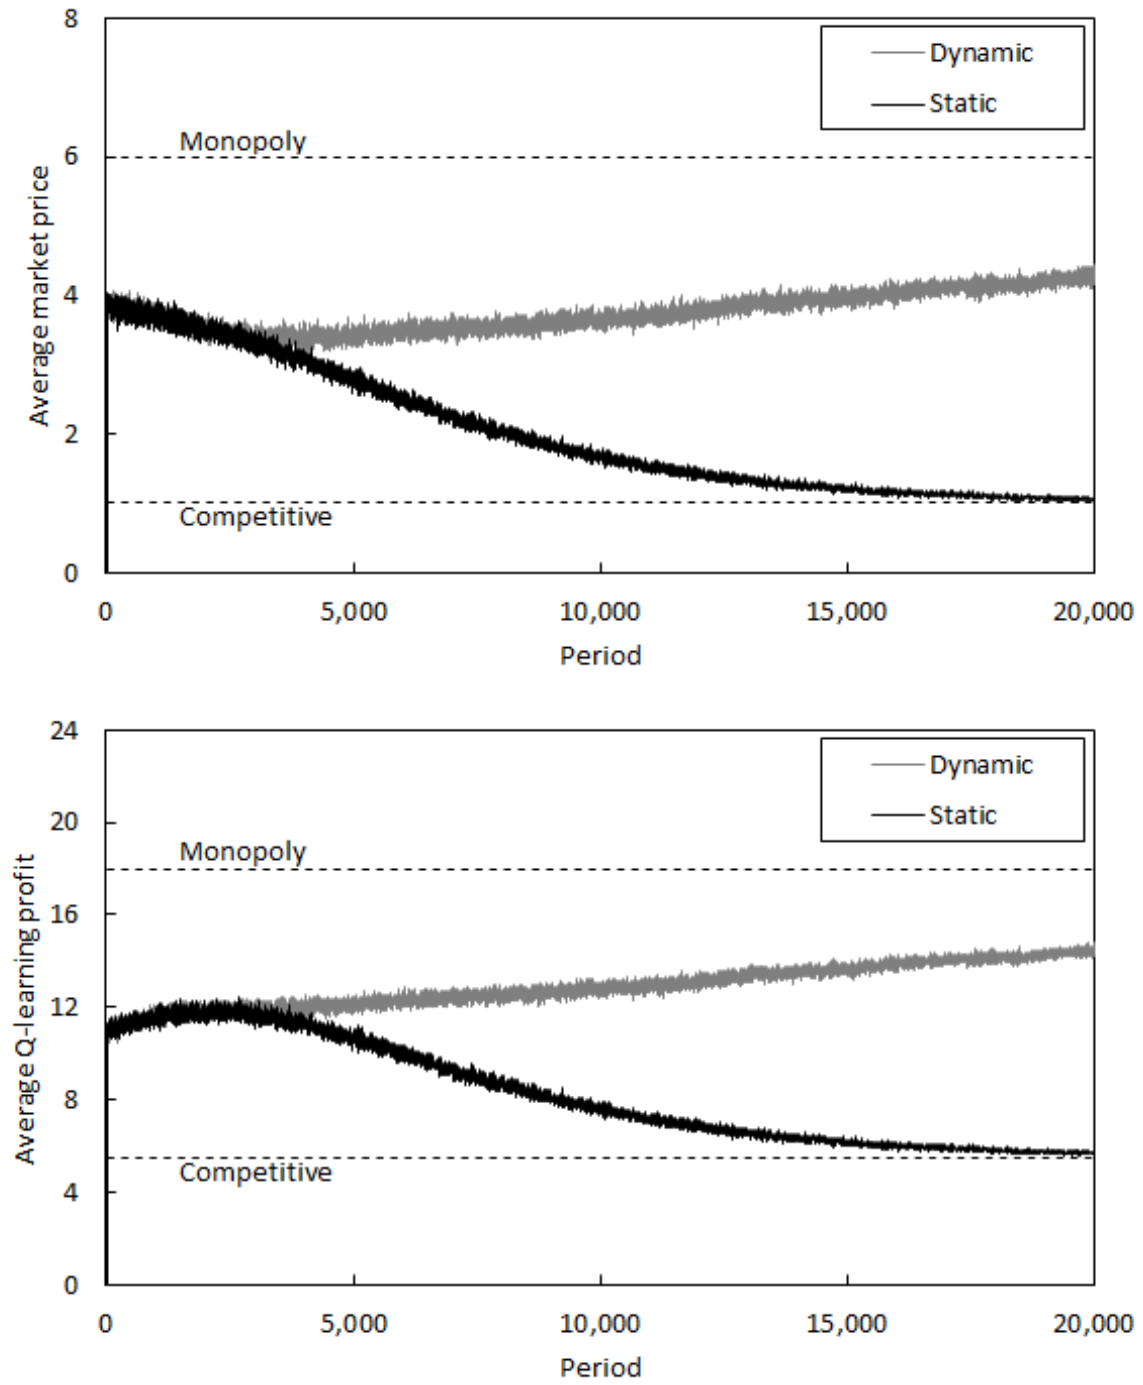 8
Dynamic
Static
Monopoly
6
Average market price
4
2
Competitive
0
0 5,000 10,000 15,000 20,000
Period
24
Dynamic
Static
20
Monopoly
16
Average Q-learning profit
12
8
Competitive
4
0
0 5,000 10,000 15,000 20,000
Period